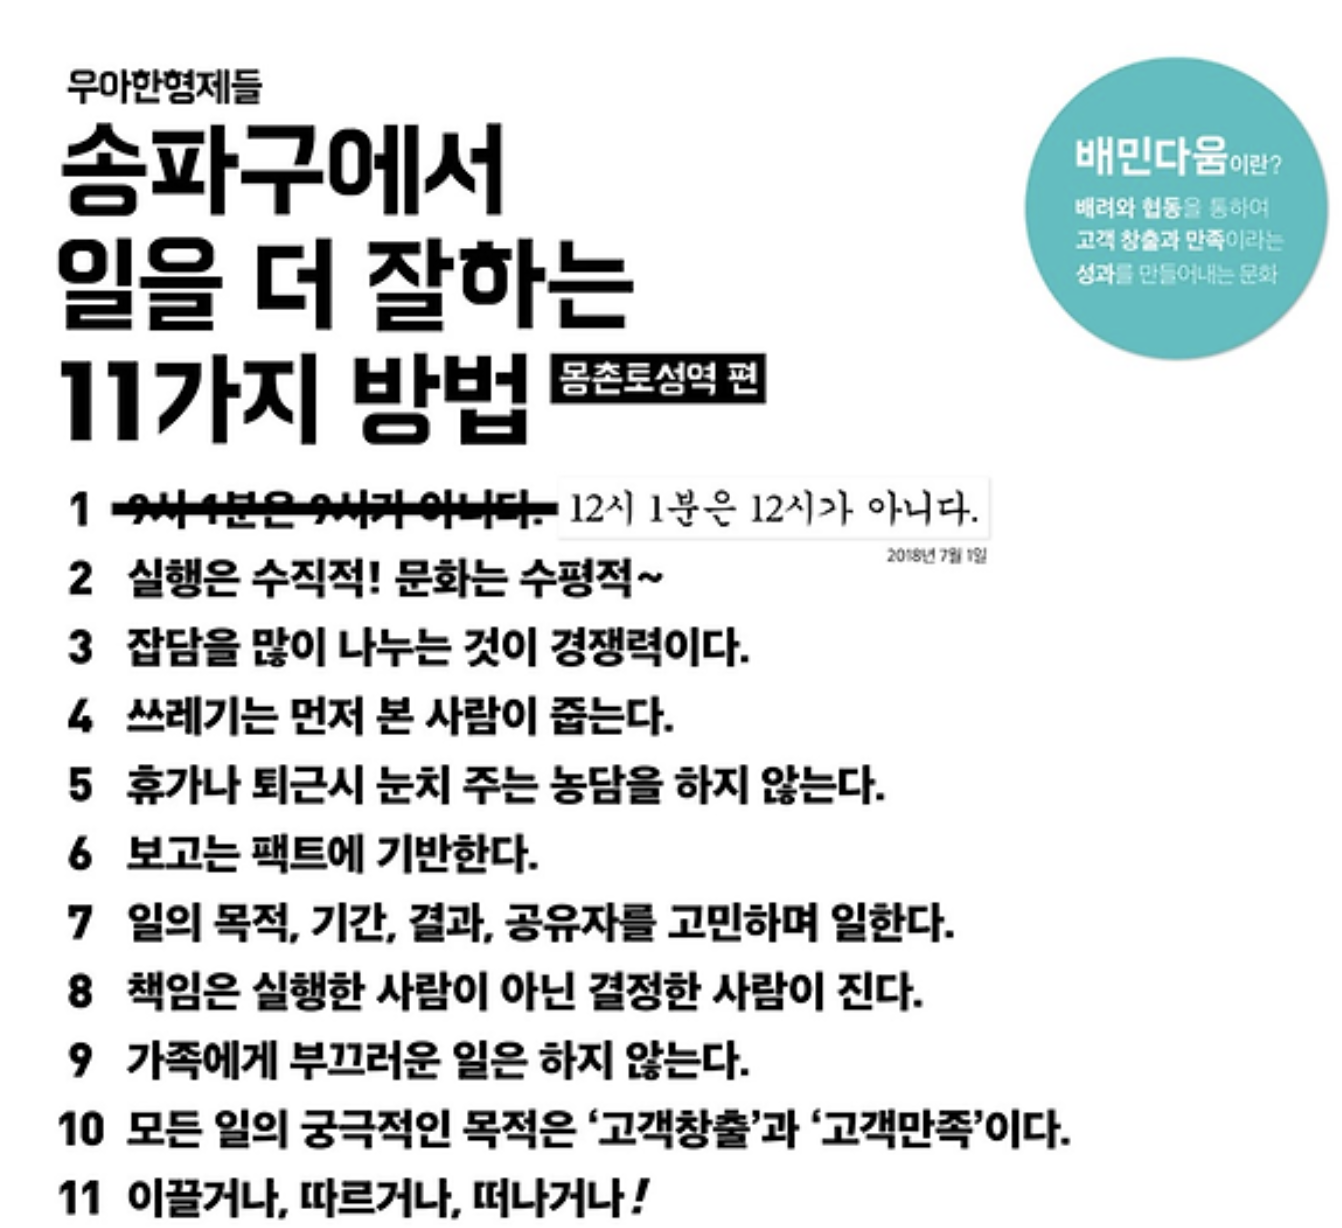 우아한형제들
송파구에서
일을 더 잘하는
11가지 방법 몽촌토성역 편
배민다움이란?
배려와 협동을 통하여
고객 창출과 만족이라는
성과를 만들어내는 문화
1 9시 1분은 9시가 아니다. 12시 1분은 12시가 아니다.
2018년 7월 1일
2 실행은 수직적! 문화는 수평적~
3 잡담을 많이 나누는 것이 경쟁력이다.
4 쓰레기는 먼저 본 사람이 줍는다.
5 휴가나 퇴근시 눈치 주는 농담을 하지 않는다.
6 보고는 팩트에 기반한다.
7 일의 목적, 기간, 결과, 공유자를 고민하며 일한다.
8 책임은 실행한 사람이 아닌 결정한 사람이 진다.
9 가족에게 부끄러운 일은 하지 않는다.
10 모든 일의 궁극적인 목적은 ‘고객창출’과 ‘고객만족’이다.
11 이끌거나, 따르거나, 떠나거나!